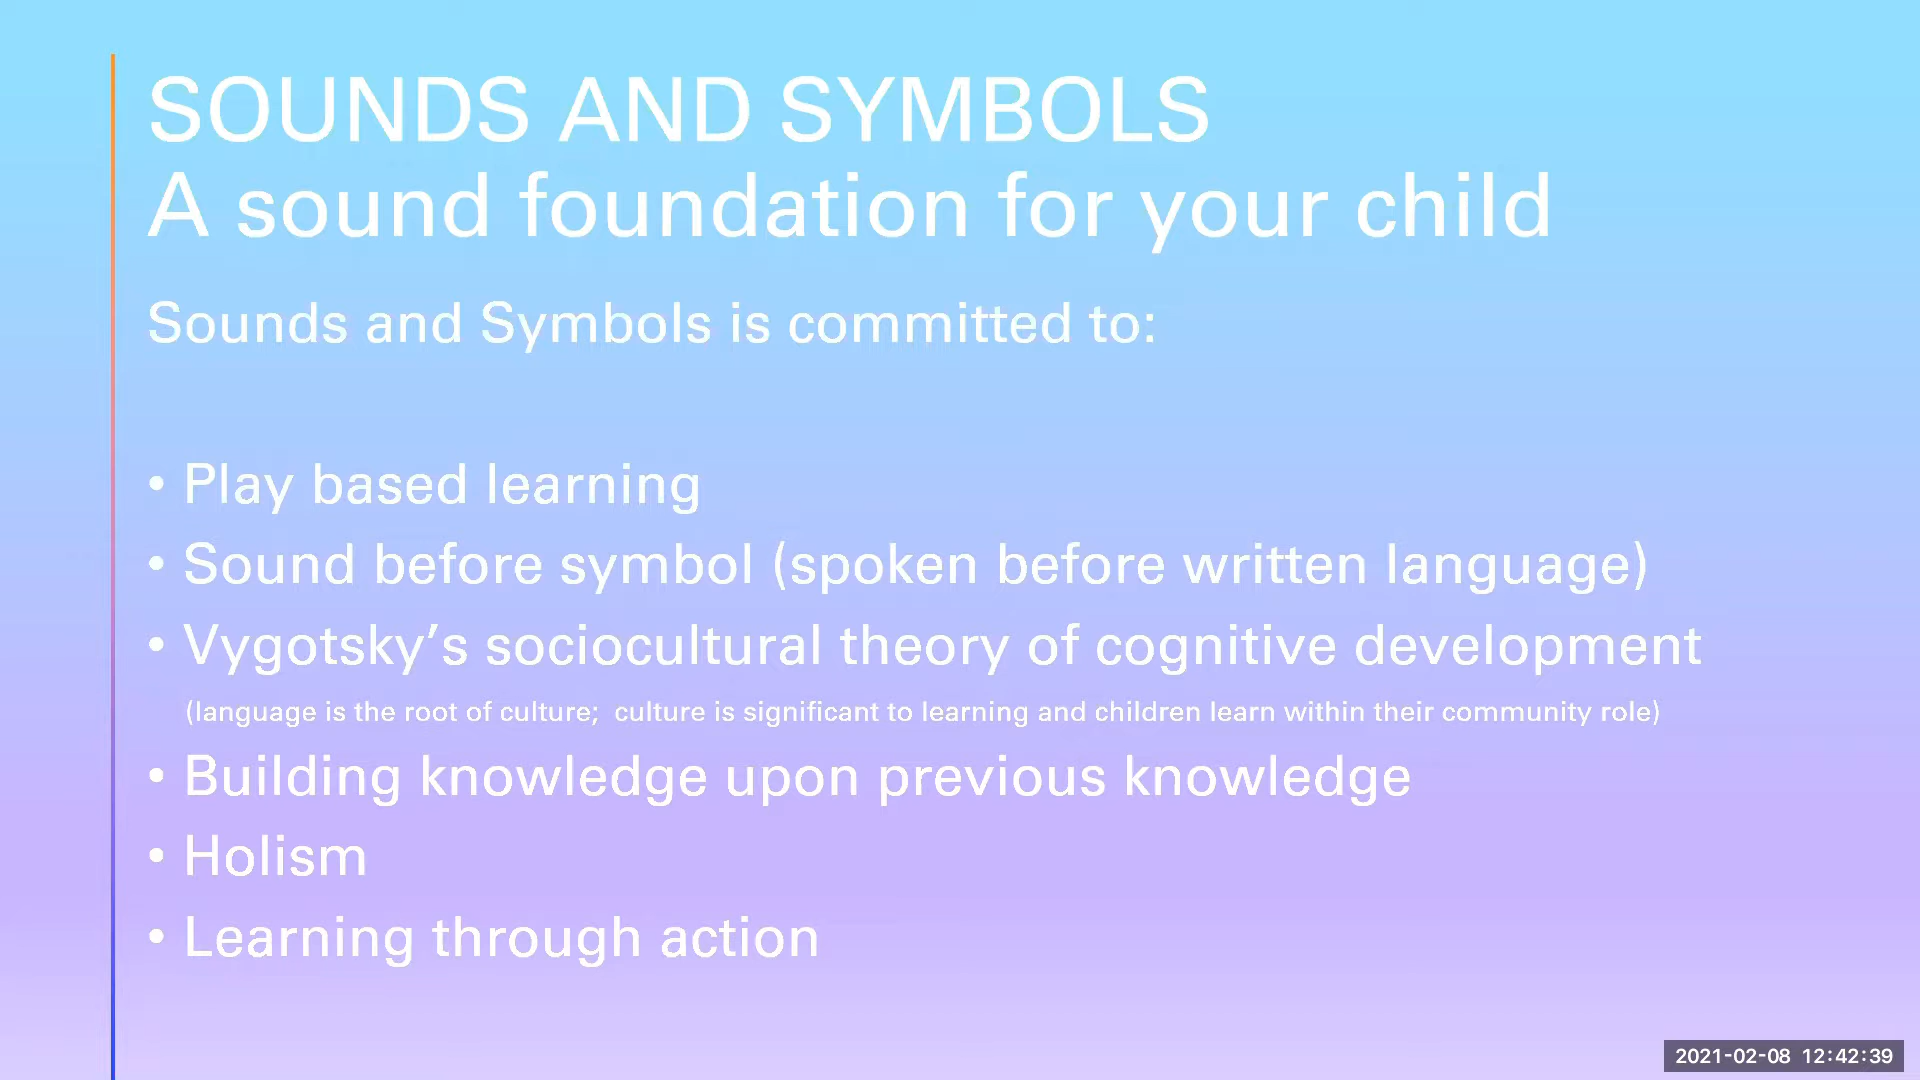 SOUNDS AND SYMBOLS
A sound foundation for your child
Sounds and Symbols is committed to:
• Play based learning
• Sound before symbol (spoken before written language)
• Vygotsky’s sociocultural theory of cognitive development
(language is the root of culture;  culture is significant to learning and children learn within their community role)
• Building knowledge upon previous knowledge
• Holism
• Learning through action
2021-02-08 12:42:39